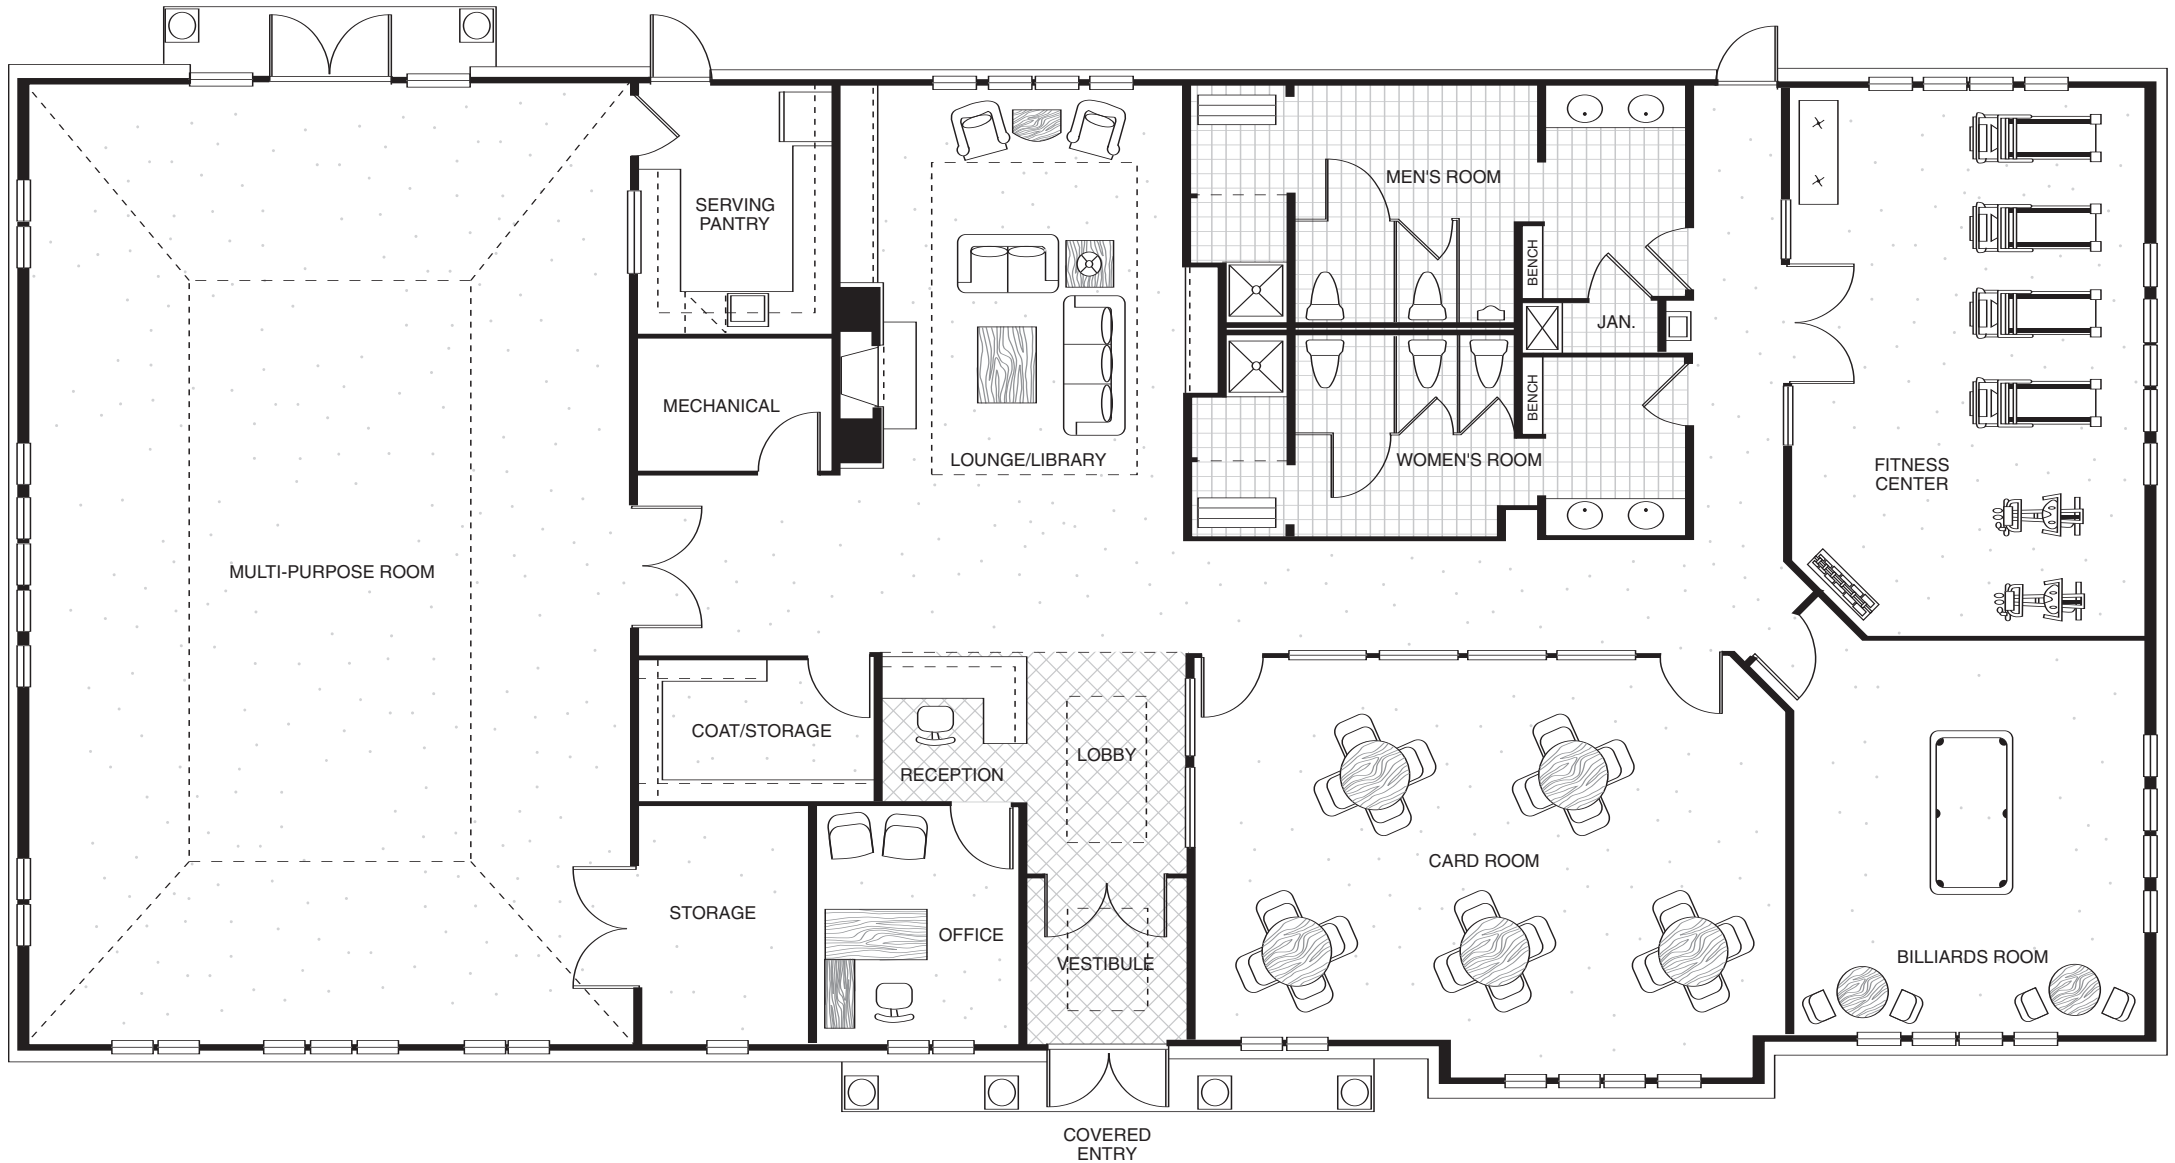 MEN'S ROOM
SERVING
PANTRY
BENCH
JAN.
MECHANICAL
BENCH
LOUNGE/LIBRARY
WOMEN'S ROOM
FITNESS
CENTER
MULTI-PURPOSE ROOM
COAT/STORAGE
LOBBY
RECEPTION
CARD ROOM
STORAGE
OFFICE
VESTIBULE
BILLIARDS ROOM
COVERED
ENTRY